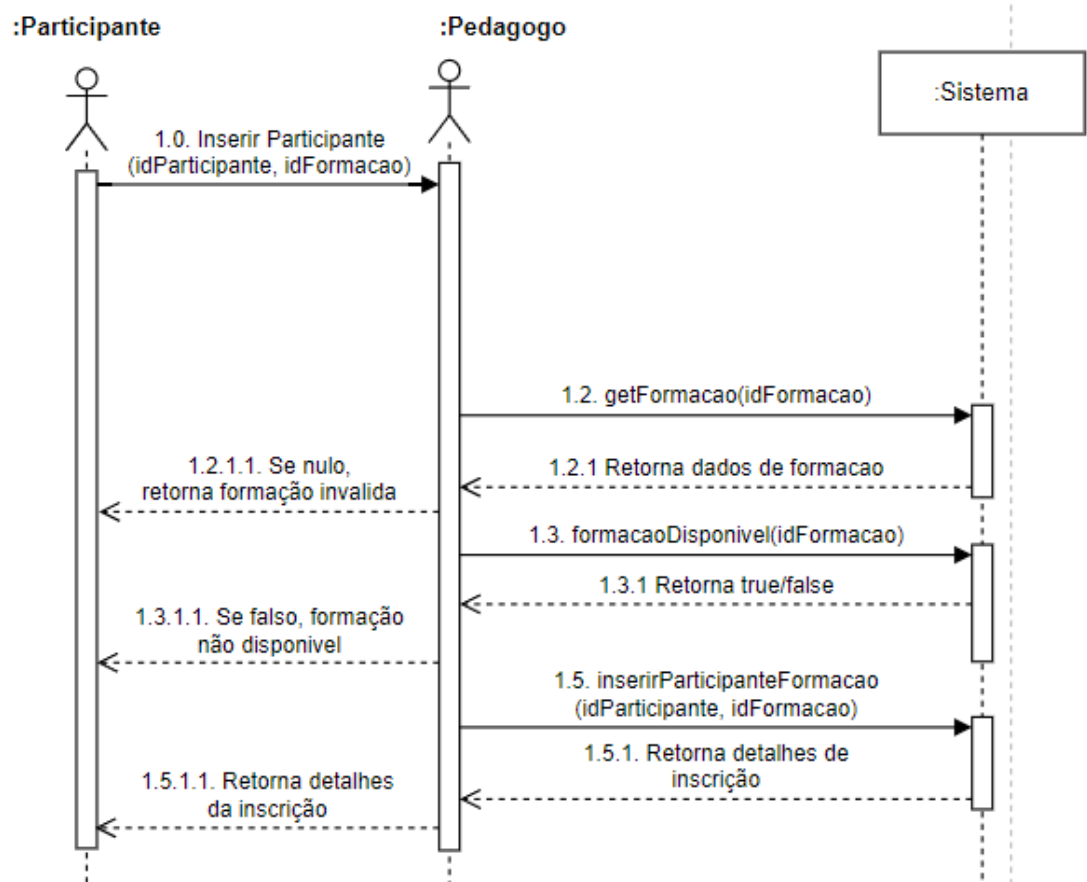 :Participante
:Pedagogo
:Sistema
1.0. Inserir Participante
(idParticipante, idFormacao)
1.2. getFormacao(idFormacao)
1.2.1.1. Se nulo,
retorna formação invalida
1.2.1 Retorna dados de formacao
1.3. formacaoDisponivel(idFormacao)
1.3.1 Retorna true/false
1.3.1.1. Se falso, formação
não disponivel
1.5. inserirParticipanteFormacao
(idParticipante, idFormacao)
1.5.1. Retorna detalhes de
inscrição
1.5.1.1. Retorna detalhes
da inscrição